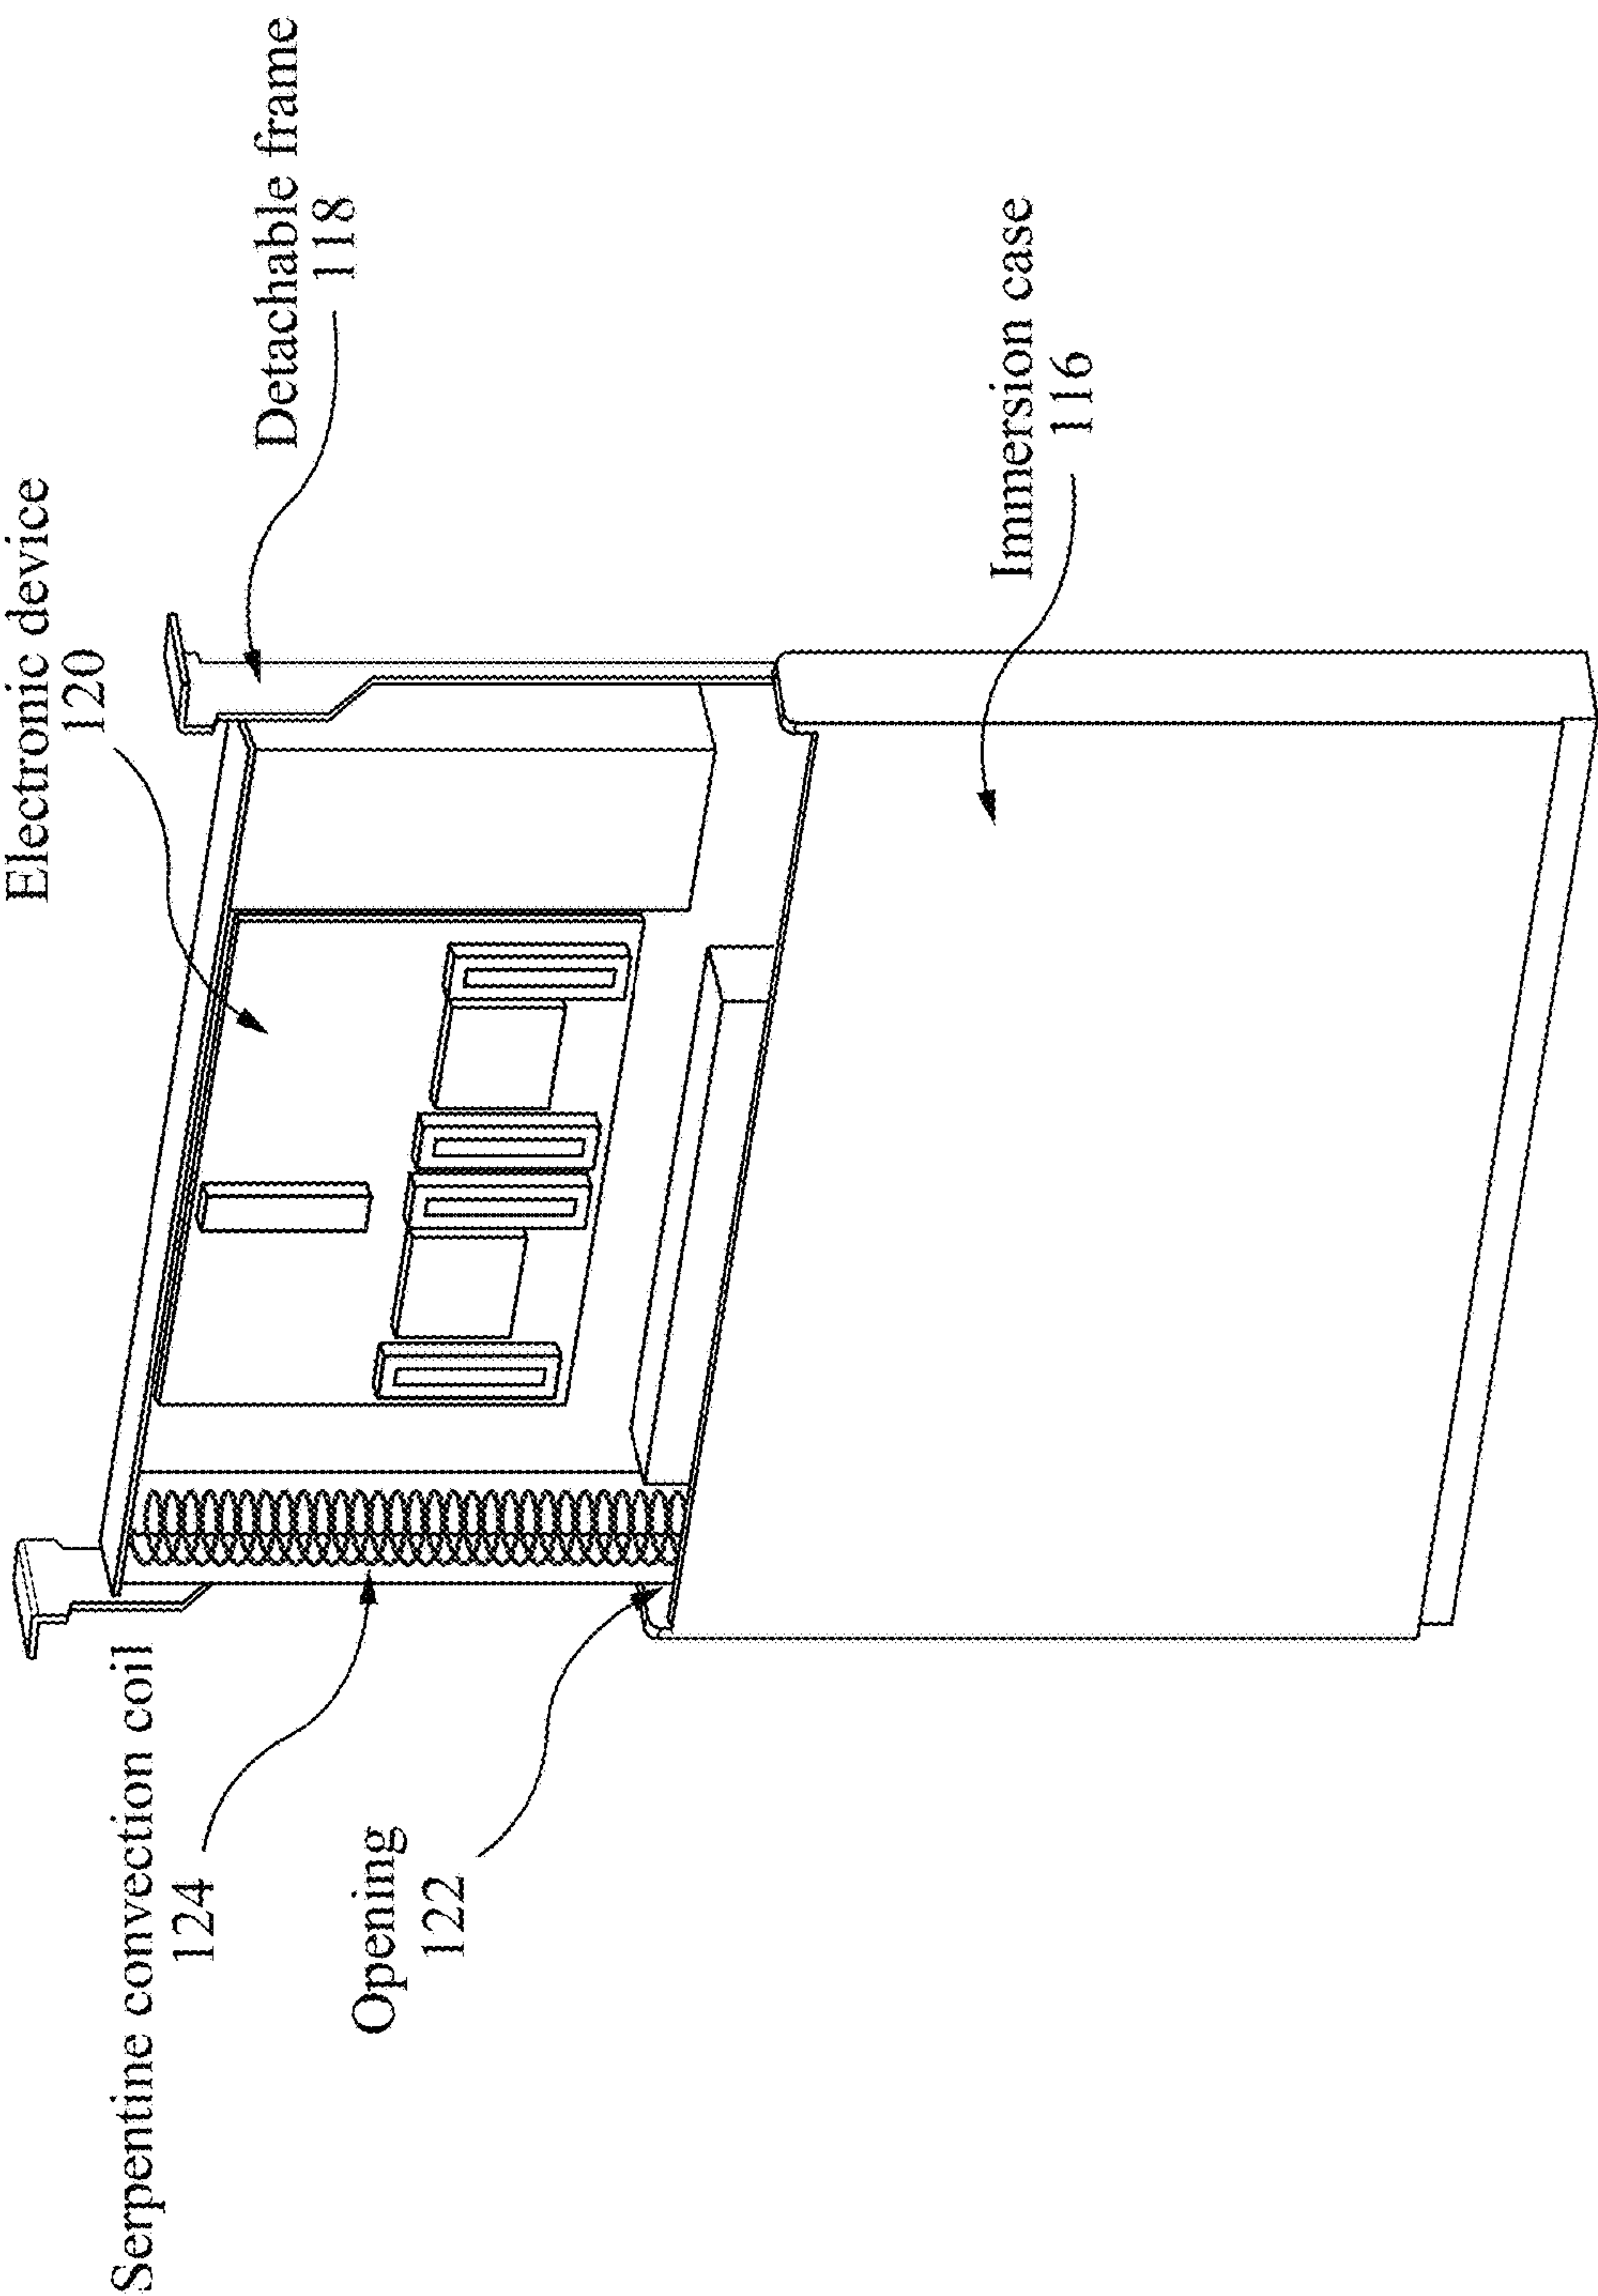 Electronic device
120
Detachable frame
118
Serpentine convection coil
124
Opening
122
Immersion case
116